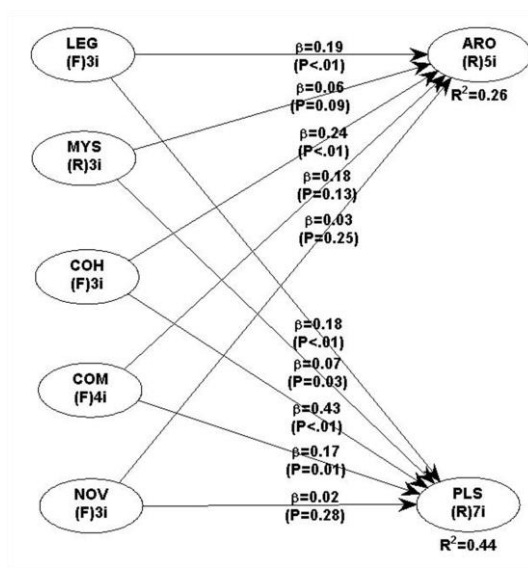 LEG
(F)3i
β=0.19
(P<.01)
ARO
(R)5i
R²=0.26
MYS
(R)3i
β=0.06
(P=0.09)
β=0.24
(P<.01)
β=0.18
(P=0.13)
β=0.03
(P=0.25)
COH
(F)3i
β=0.18
(P<.01)
β=0.07
(P=0.03)
COM
(F)4i
β=0.43
(P<.01)
β=0.17
(P=0.01)
NOV
(F)3i
β=0.02
(P=0.28)
PLS
(R)7i
R²=0.44